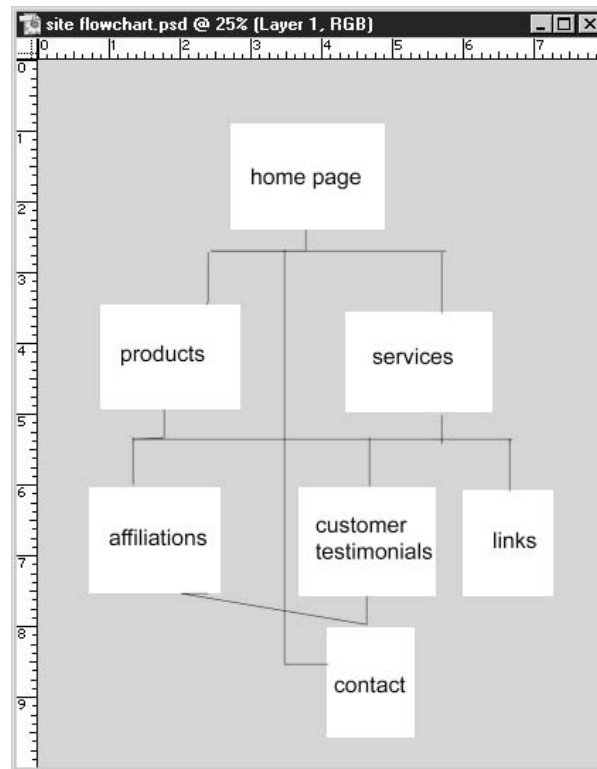 site flowchart.psd @ 25% (Layer 1, RGB)
0 1 2 3 4 5 6 7
0
1
2
3
4
5
6
7
8
9
home page
products
services
affiliations
customer
testimonials
links
contact